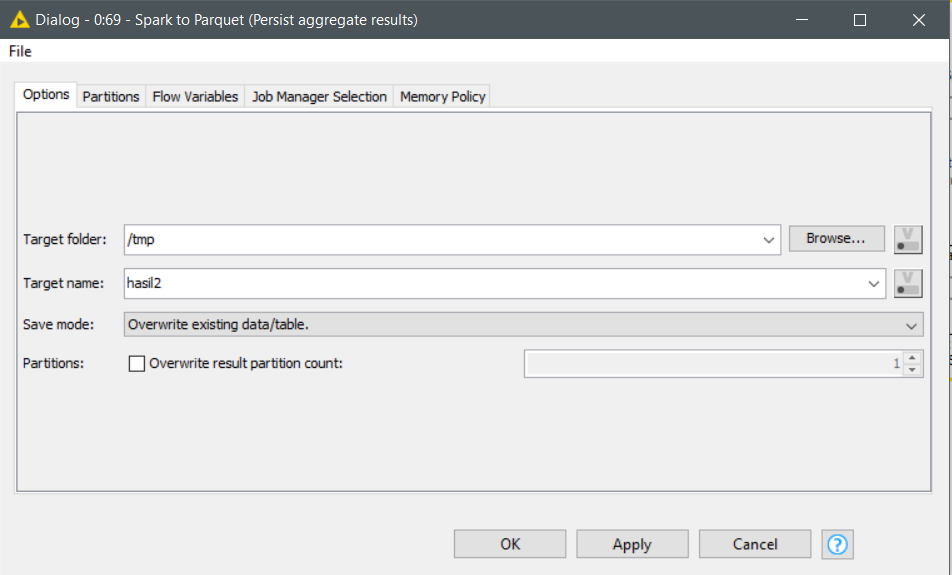 Dialog - 0:69 - Spark to Parquet (Persist aggregate results)
File
Options Partitions Flow Variables Job Manager Selection Memory Policy
Target folder: /tmp Browse...
Target name: hasil2
Save mode: Overwrite existing data/table.
Partitions: Overwrite result partition count: 1
OK Apply Cancel ?